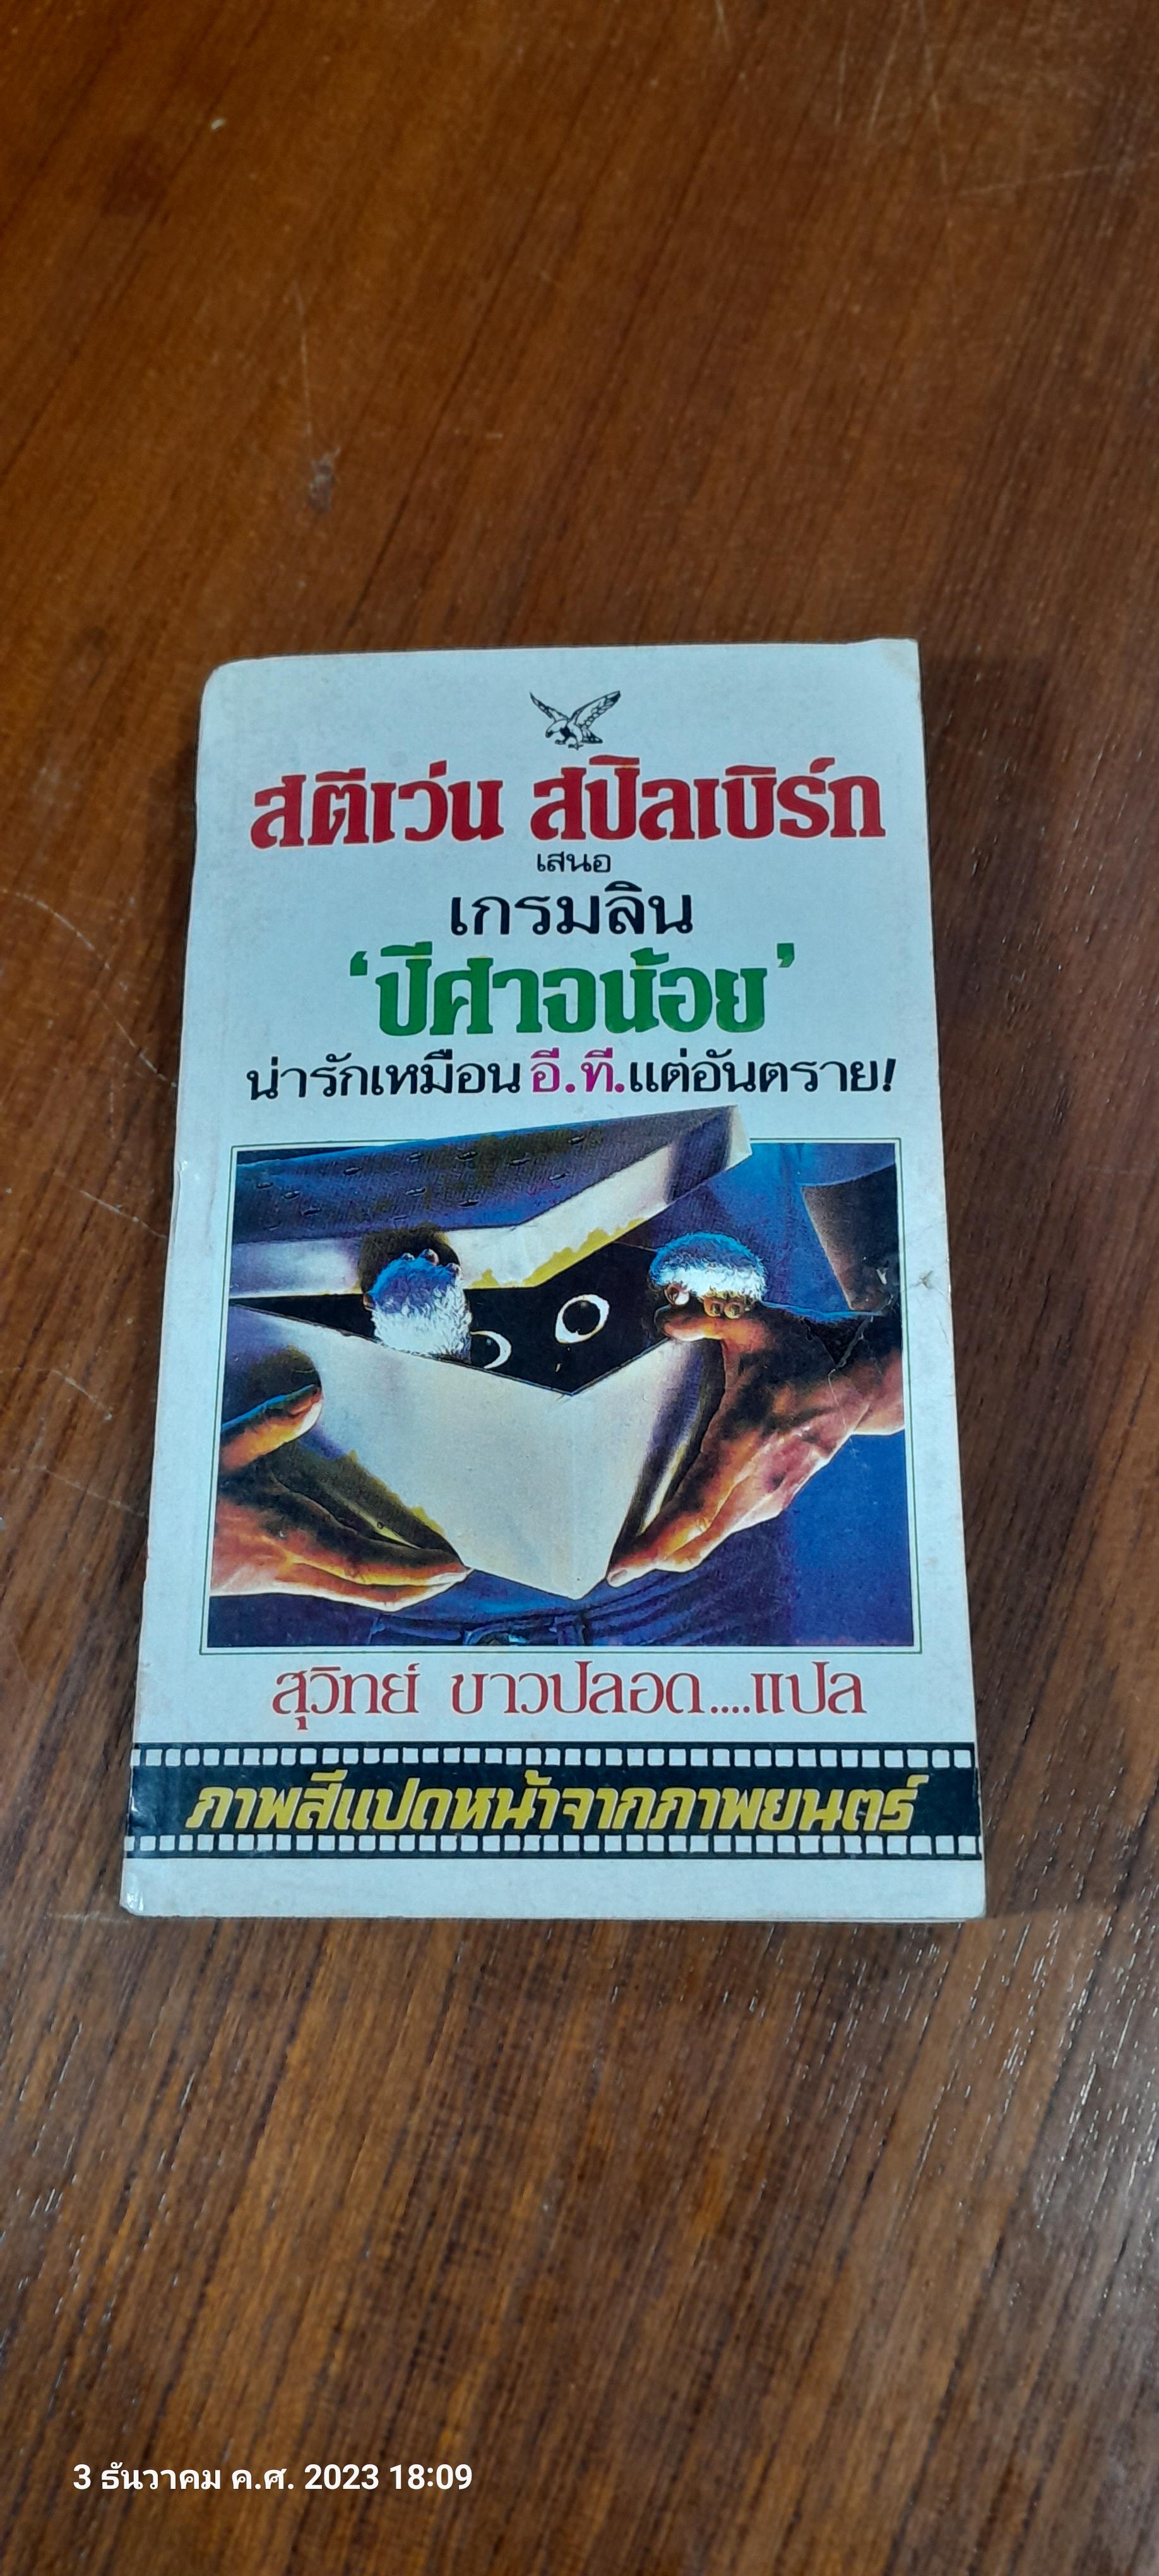 สตีเว่น สปิลเบิร์ก
เสนอ
เกรมลิน
'ปีศาจน้อย'
น่ารักเหมือน อี.ที.แต่อันตราย!
สุวิทย์ ขาวปลอด....แปล
ภาพสีแปดหน้าจากภาพยนตร์
3 ธันวาคม ค.ศ. 2023 18:09